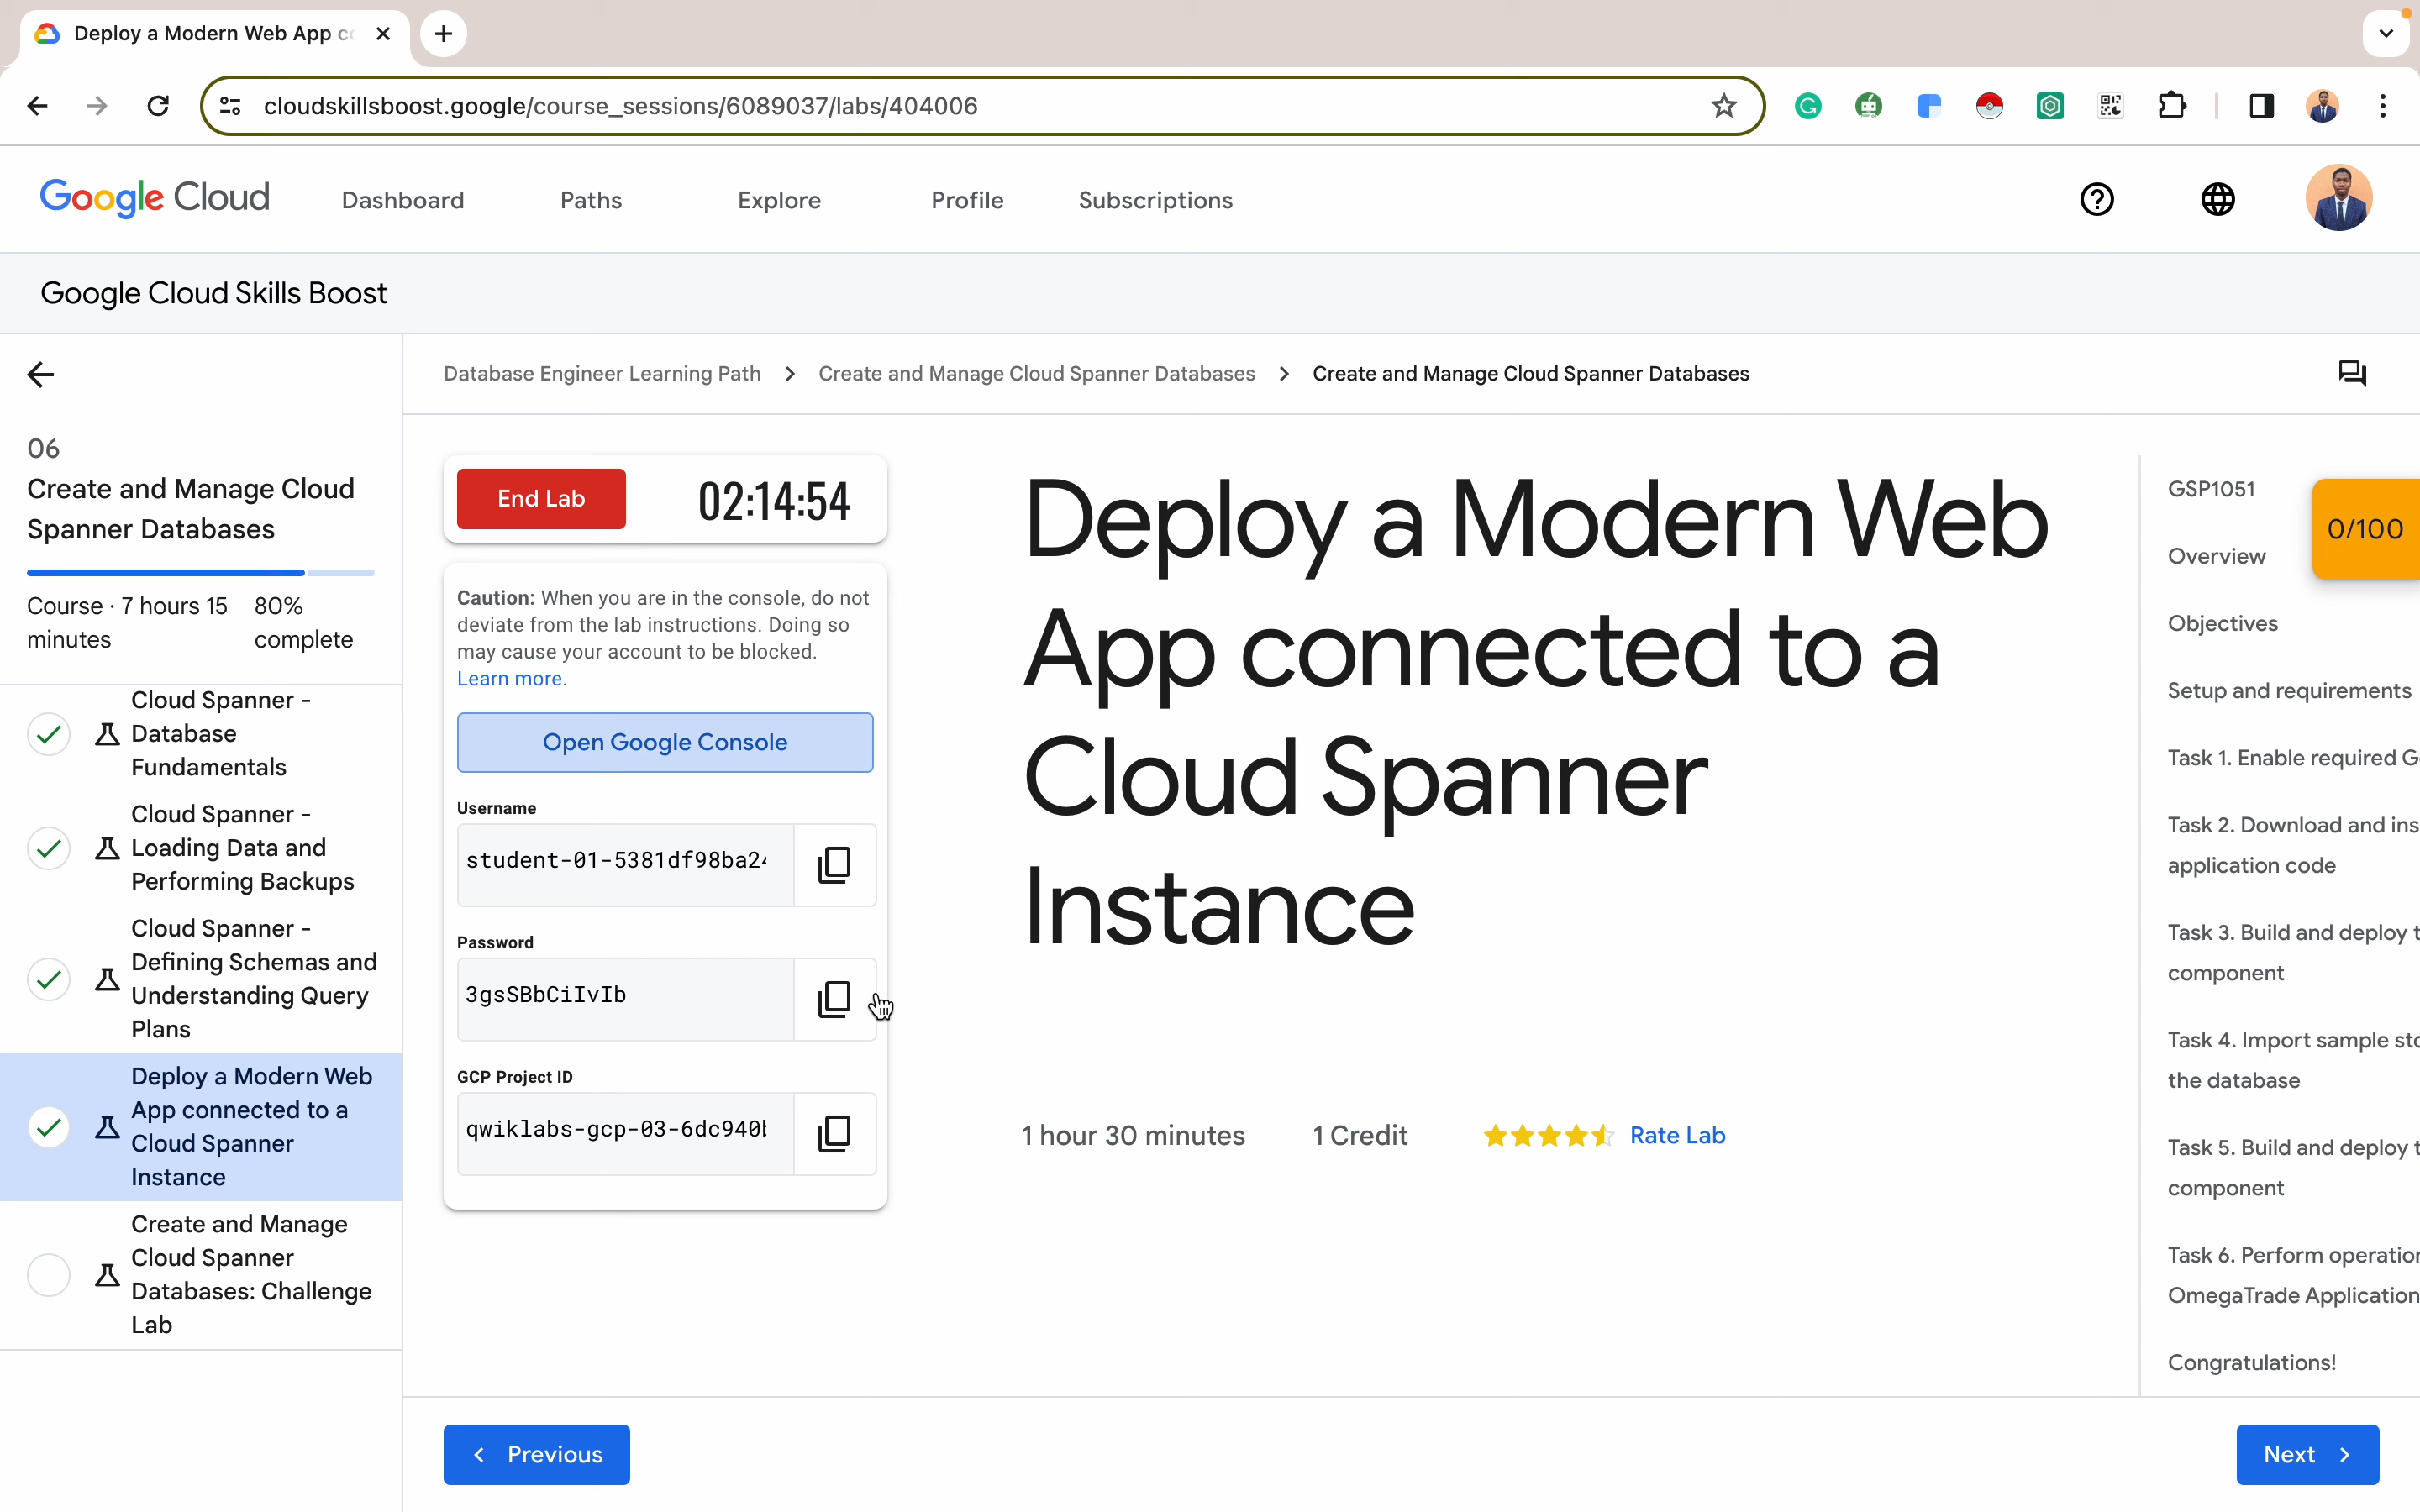 Deploy a Modern Web App co
cloudskillsboost.google/course_sessions/6089037/labs/404006
Google Cloud
Dashboard
Paths
Explore
Profile
Subscriptions
Google Cloud Skills Boost
Database Engineer Learning Path > Create and Manage Cloud Spanner Databases > Create and Manage Cloud Spanner Databases
06
Create and Manage Cloud
Spanner Databases
Course · 7 hours 15
minutes
80%
complete
Cloud Spanner -
Database
Fundamentals
Cloud Spanner -
Loading Data and
Performing Backups
Cloud Spanner -
Defining Schemas and
Understanding Query
Plans
Deploy a Modern Web
App connected to a
Cloud Spanner
Instance
Create and Manage
Cloud Spanner
Databases: Challenge
Lab
End Lab
02:14:54
Caution: When you are in the console, do not
deviate from the lab instructions. Doing so
may cause your account to be blocked.
Learn more.
Open Google Console
Username
student-01-5381df98ba24
Password
3gsSBbCiIvIb
GCP Project ID
qwiklabs-gcp-03-6dc940b
Deploy a Modern Web
App connected to a
Cloud Spanner
Instance
1 hour 30 minutes
1 Credit
Rate Lab
GSP1051
0/100
Overview
Objectives
Setup and requirements
Task 1. Enable required G
Task 2. Download and ins
application code
Task 3. Build and deploy t
component
Task 4. Import sample sto
the database
Task 5. Build and deploy t
component
Task 6. Perform operation
OmegaTrade Application
Congratulations!
Previous
Next